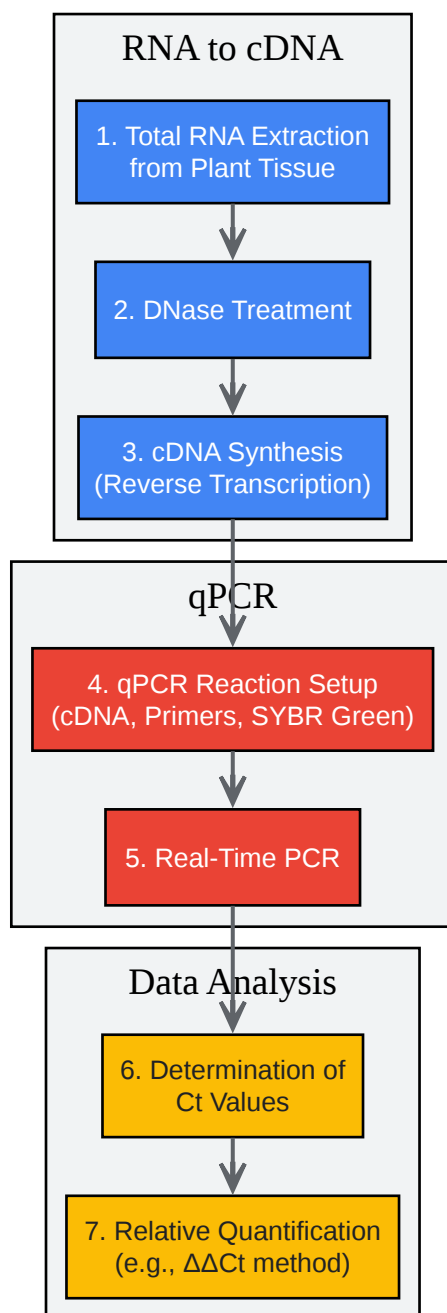 RNA to cDNA
1. Total RNA Extraction
from Plant Tissue
2. DNase Treatment
3. cDNA Synthesis
(Reverse Transcription)
qPCR
4. qPCR Reaction Setup
(cDNA, Primers, SYBR Green)
5. Real-Time PCR
Data Analysis
6. Determination of
Ct Values
7. Relative Quantification
(e.g., ΔΔCt method)